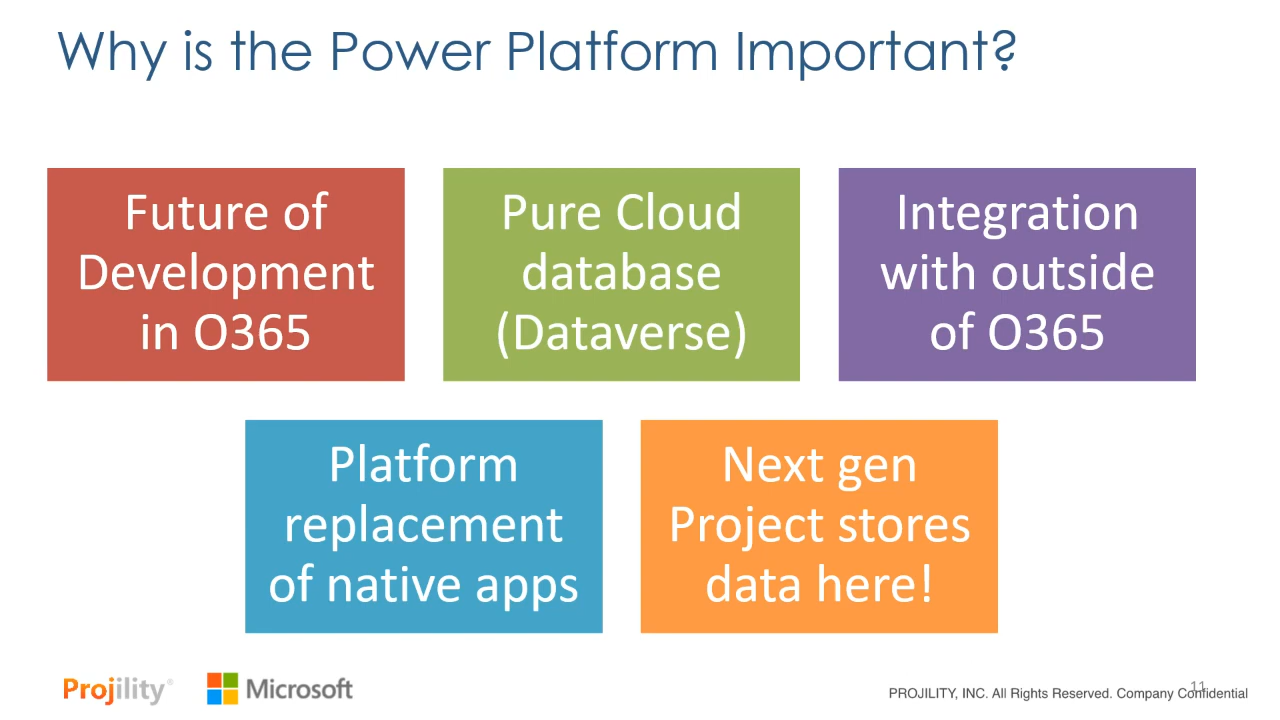 Why is the Power Platform Important?
Future of
Development
in O365
Pure Cloud
database
(Dataverse)
Integration
with outside
of O365
Platform
replacement
of native apps
Next gen
Project stores
data here!
Projility®
Microsoft
11
PROJILITY, INC. All Rights Reserved. Company Confidential